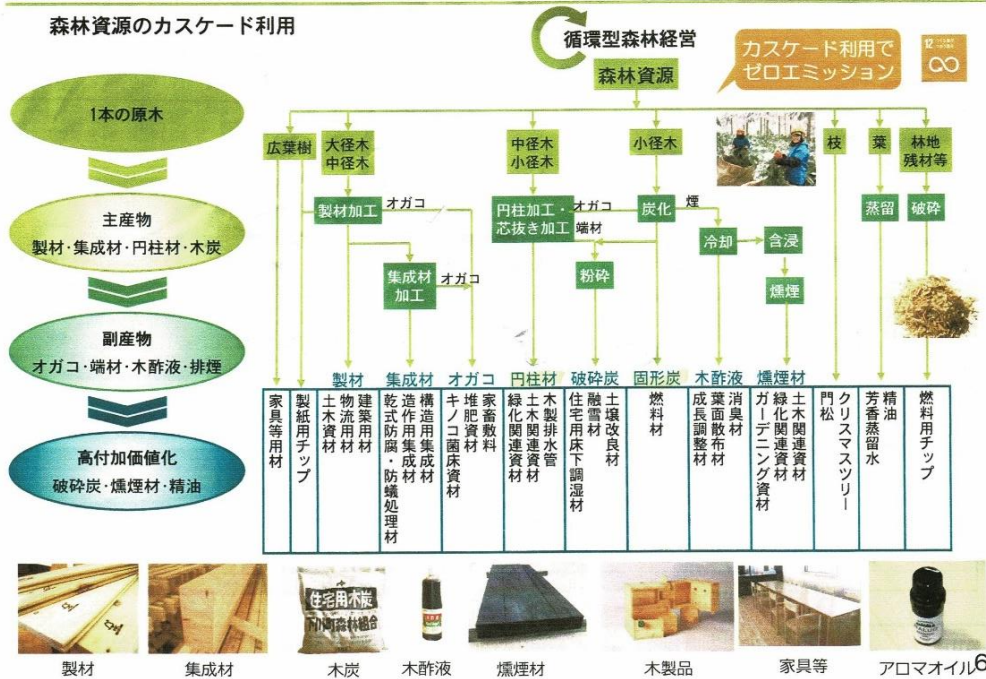 森林資源のカスケード利用
循環型森林経営
森林資源
カスケード利用で
ゼロエミッション
12
1本の原木
主産物
製材・集成材・円柱材・木炭
副産物
オガコ・端材・木酢液・排煙
高付加価値化
破砕炭・燻煙材・精油
広葉樹
大径木
中径木
中径木
小径木
小径木
枝
葉
林地
残材等
製材加工
オガコ
円柱加工・
芯抜き加工
オガコ
端材
炭化
煙
蒸留
破砕
冷却
含浸
集成材
加工
オガコ
粉砕
燻煙
製材
集成材
オガコ
円柱材
破砕炭
固形炭
木酢液
燻煙材
家具等用材
製紙用チップ
建築用材
物流用材
土木資材
構造用集成材
造作用集成材
乾式防腐・防蟻処理材
家畜敷料
堆肥資材
キノコ菌床資材
木製排水管
土木関連資材
緑化関連資材
土壌改良材
融雪材
住宅用床下調湿材
燃料材
消臭材
葉面散布材
成長調整材
土木関連資材
緑化関連資材
ガーデニング資材
クリスマスツリー
門松
精油
芳香蒸留水
燃料用チップ
住宅用木炭
下川町森林組合
製材
集成材
木炭
木酢液
燻煙材
木製品
家具等
アロマオイル
6